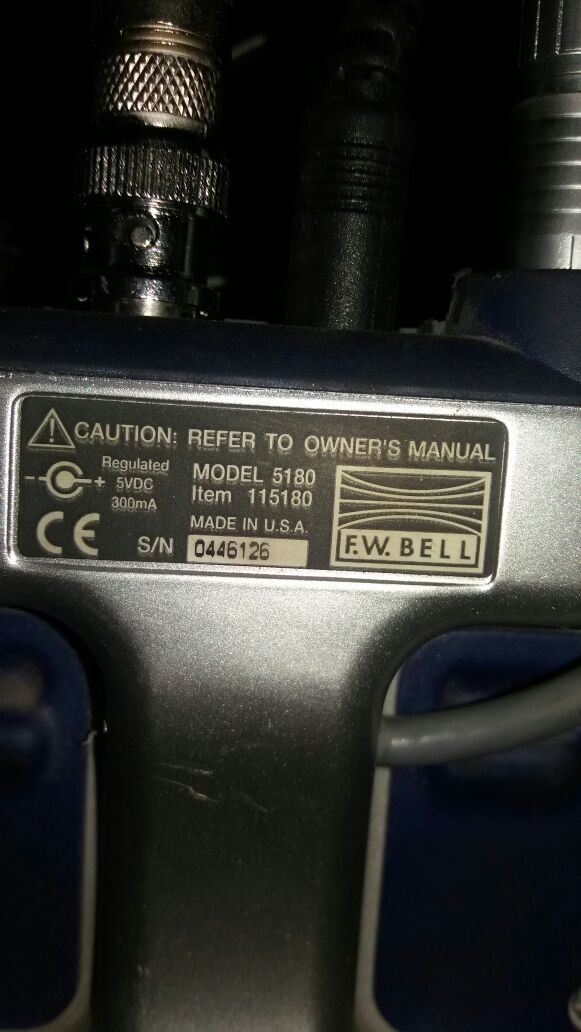 CAUTION: REFER TO OWNER'S MANUAL
Regulated
5VDC
300mA
MODEL 5180
Item 115180
MADE IN U.S.A.
S/N 0446126
CE
F.W. BELL